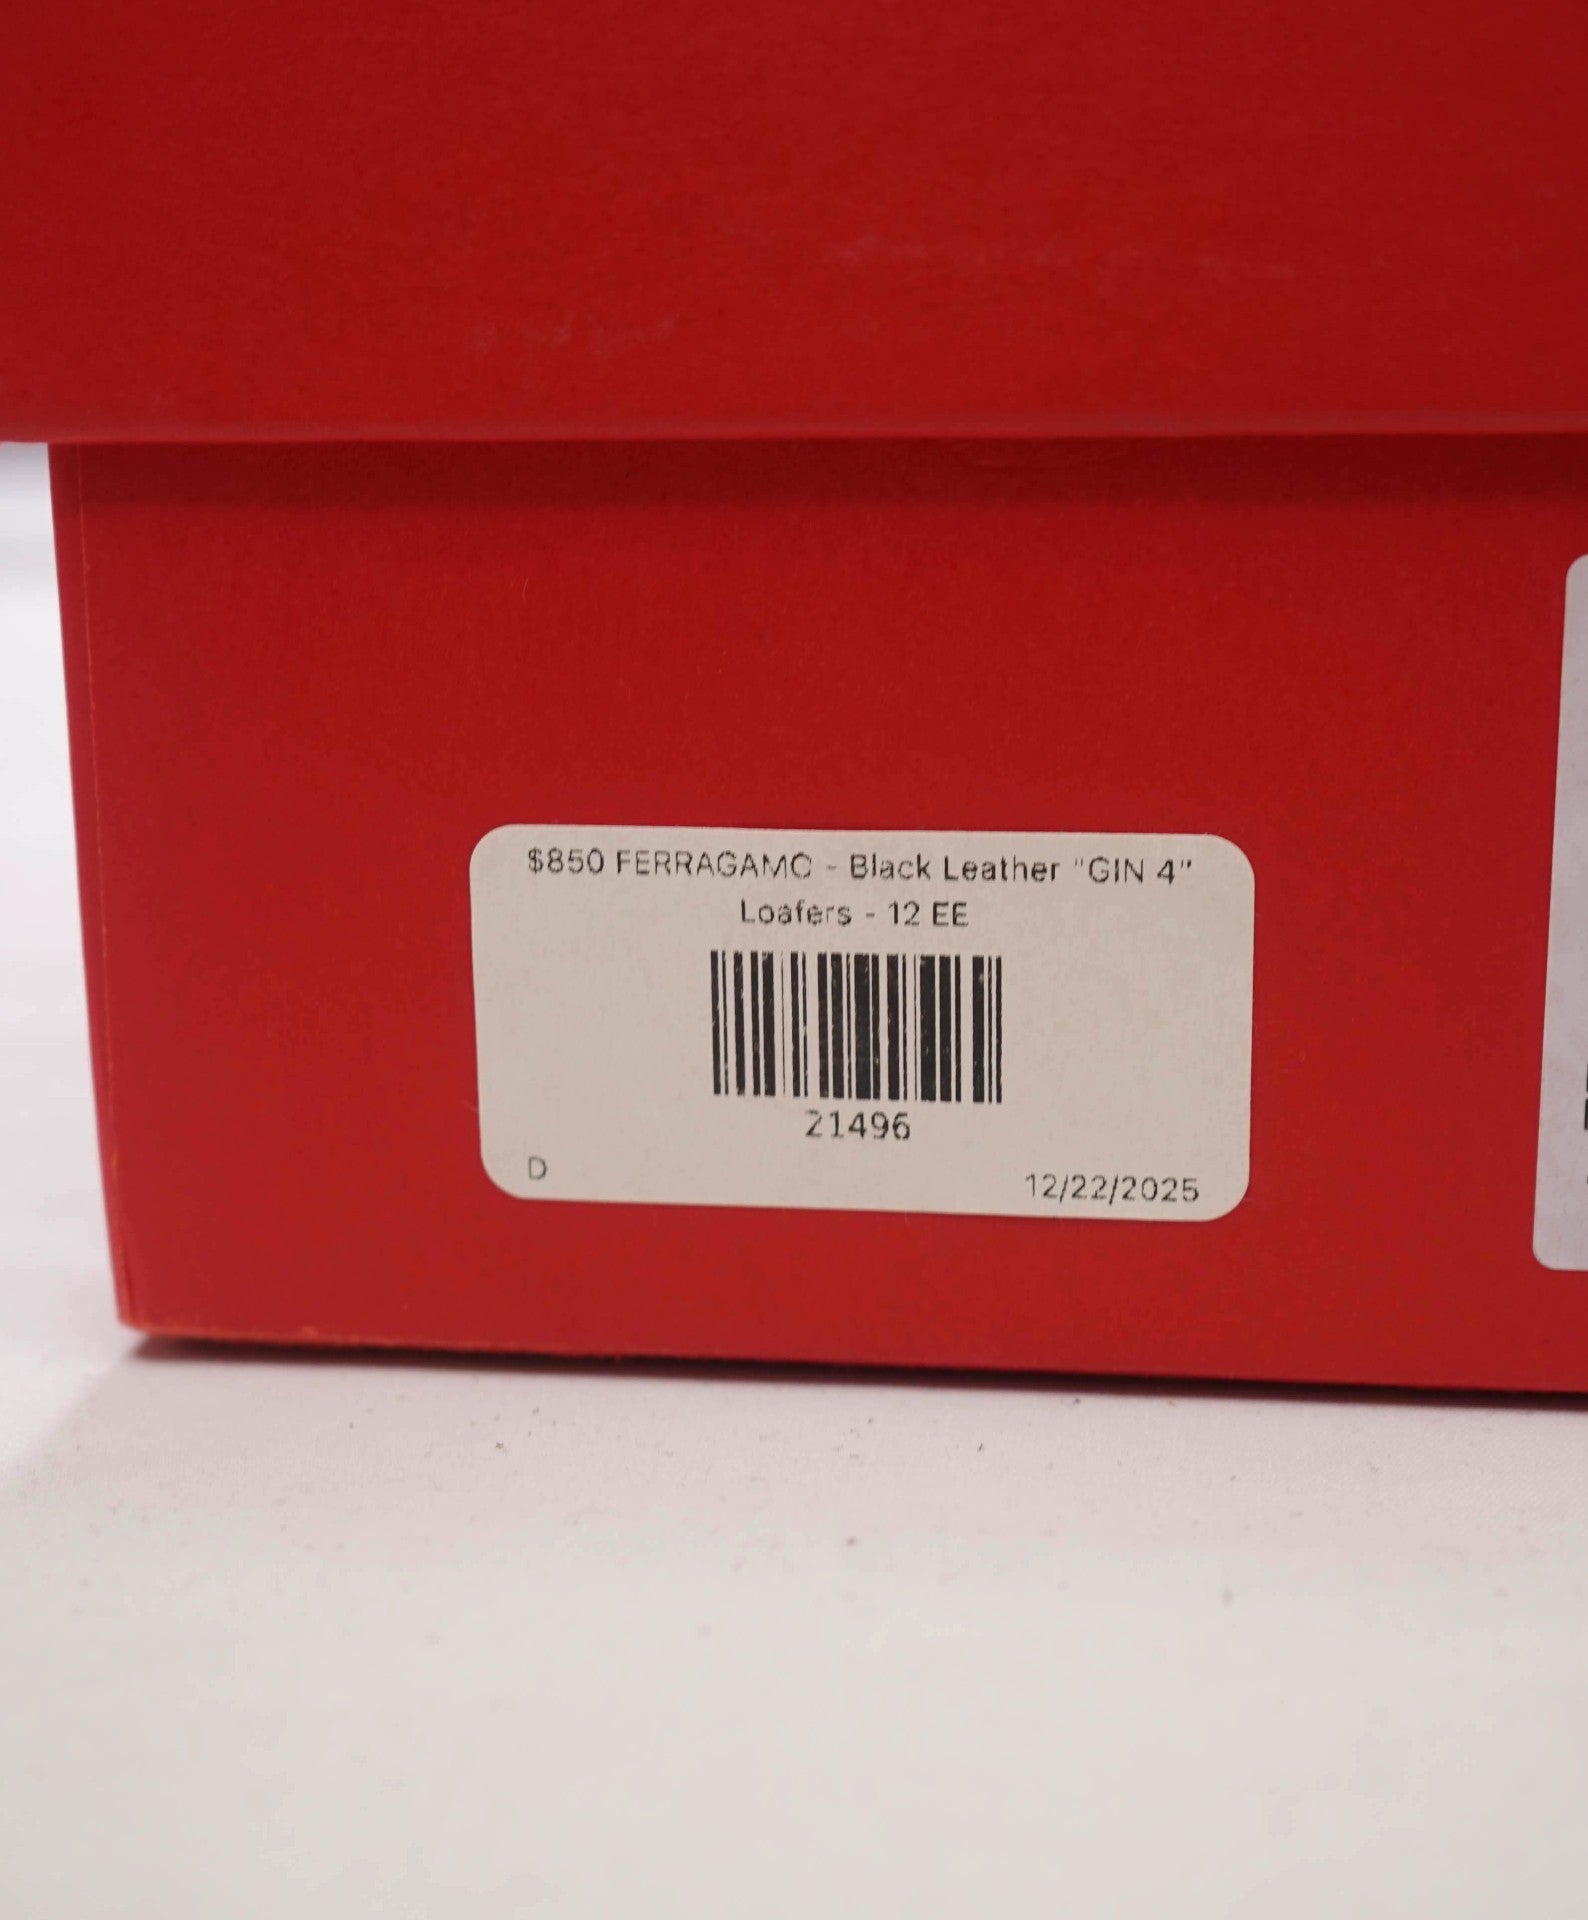 $850 FERRAGAMO - Black Leather "GIN 4"
Loafers - 12 EE
21496
D
12/22/2025